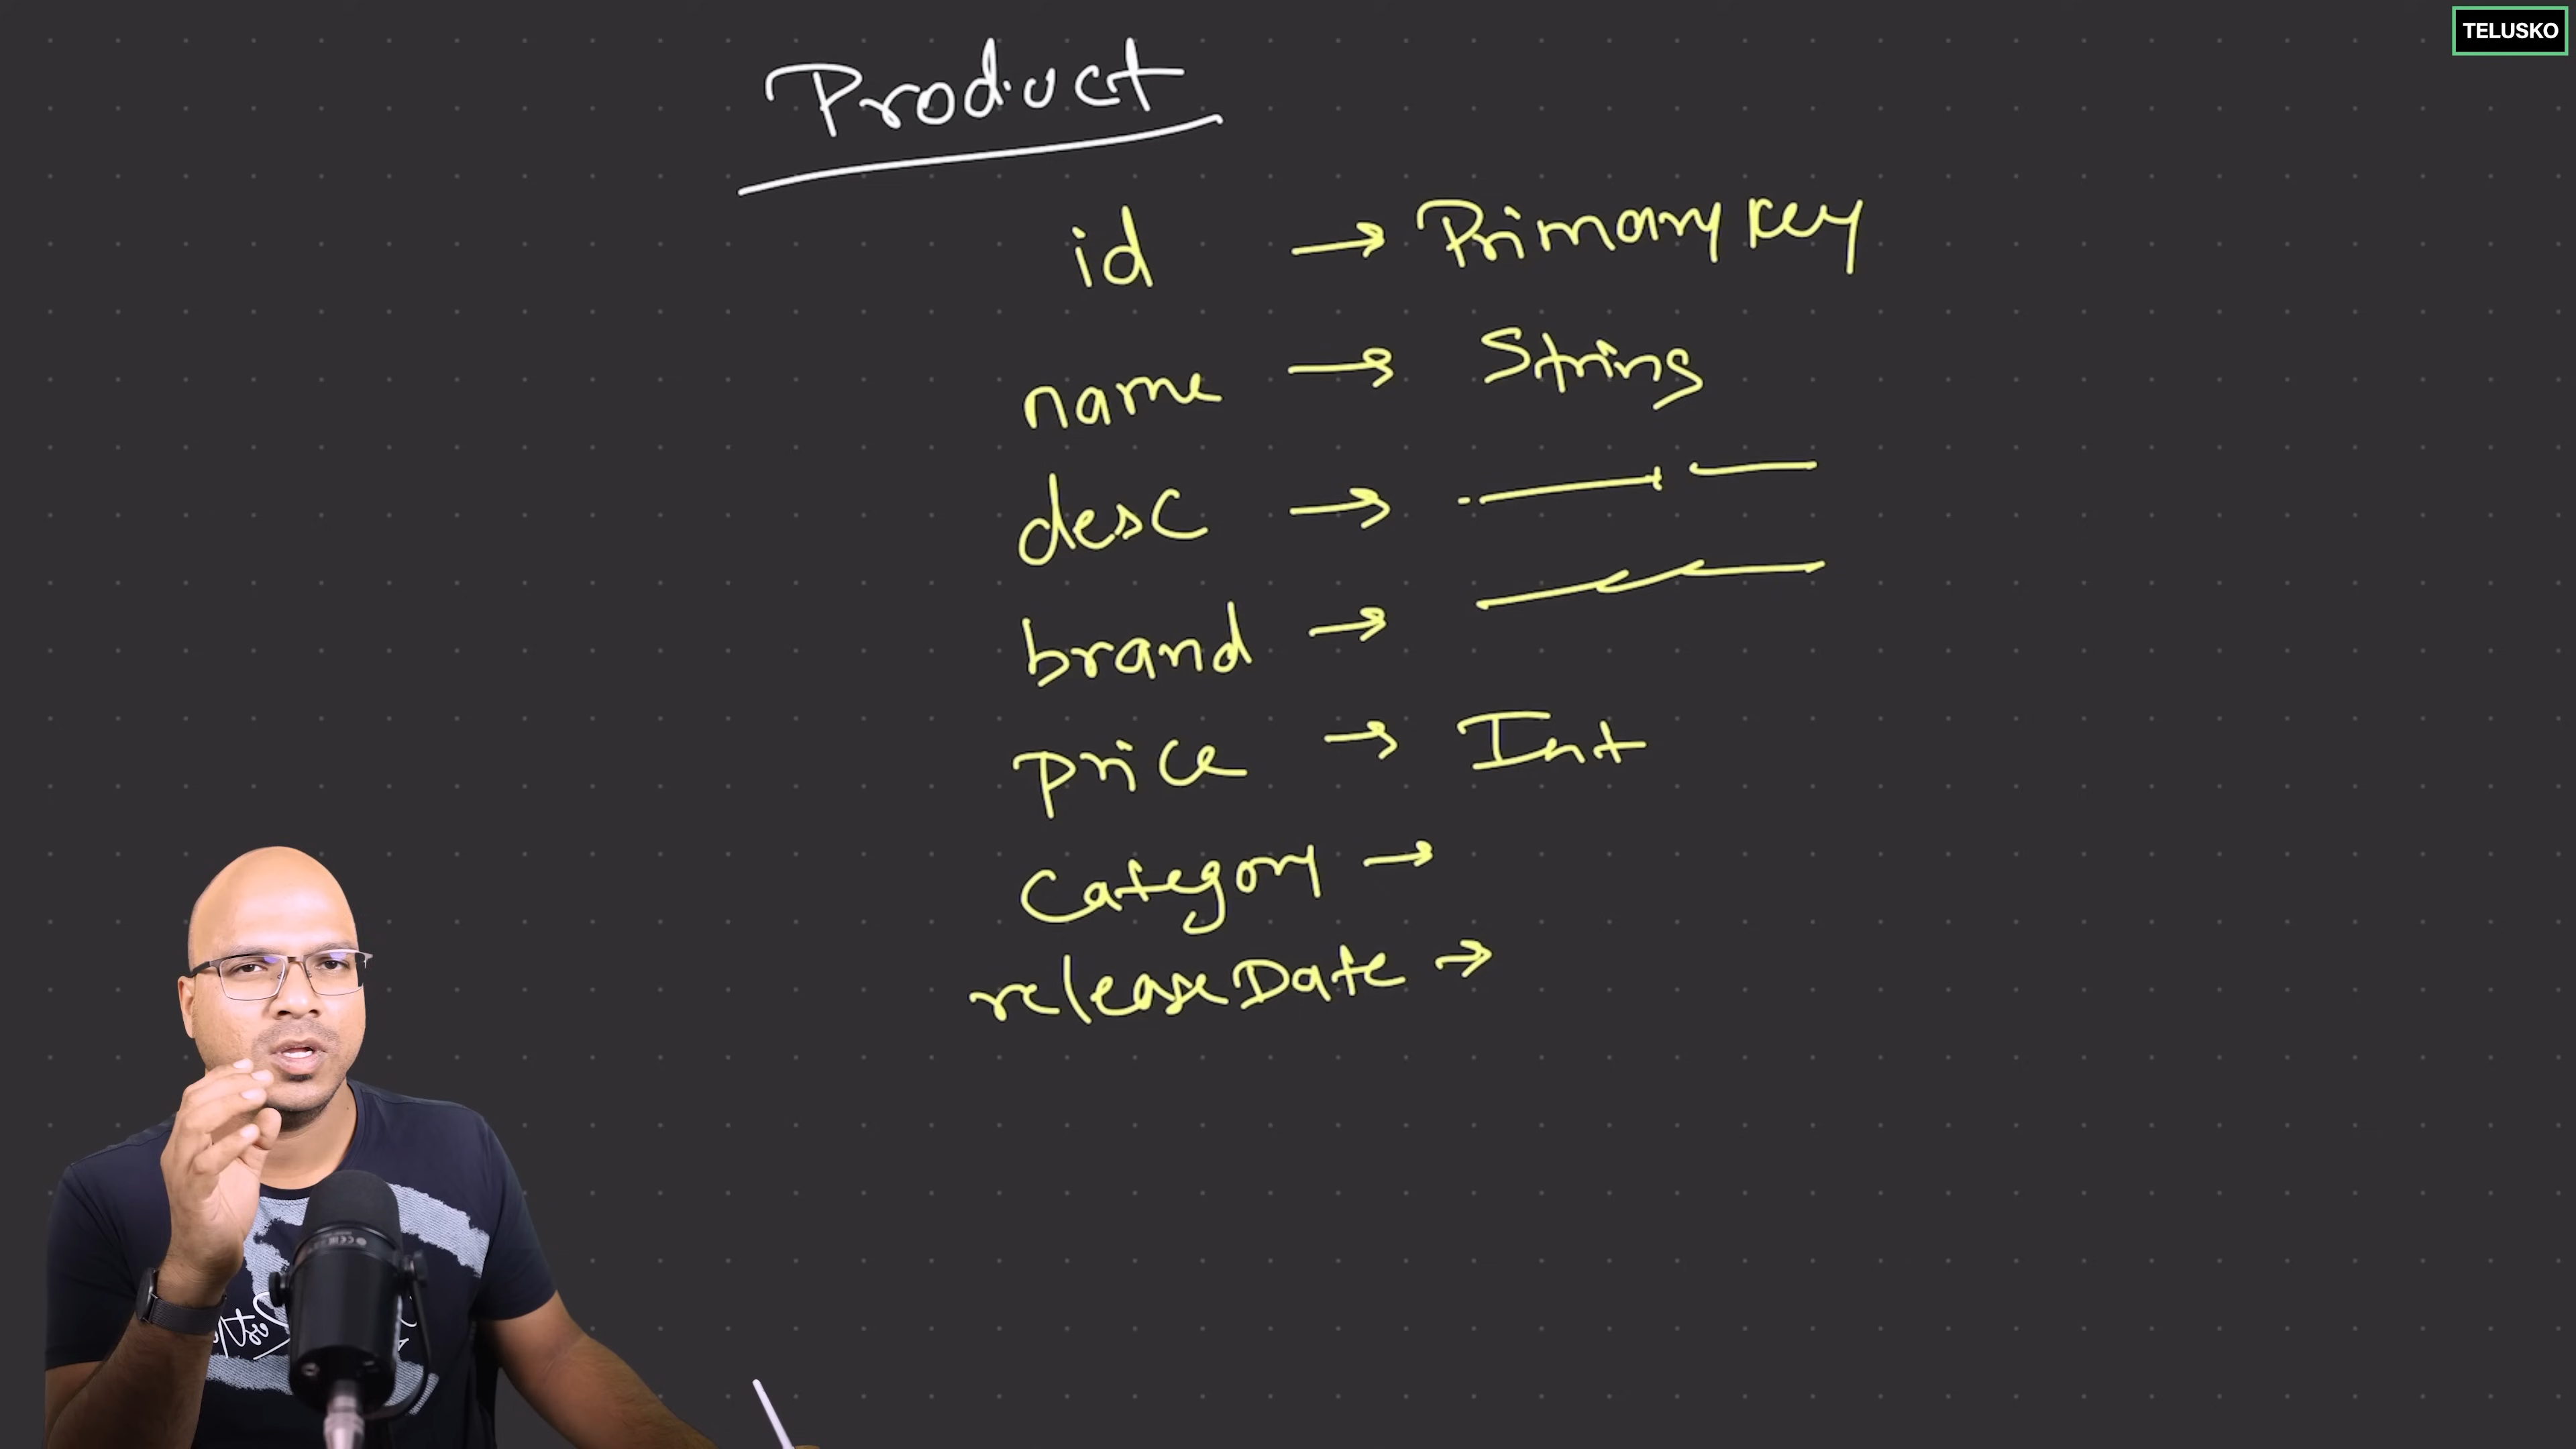 TELUSKO
Product
id → Primary Key
name → String
desc →
brand →
price → Int
Category →
releaseDate →